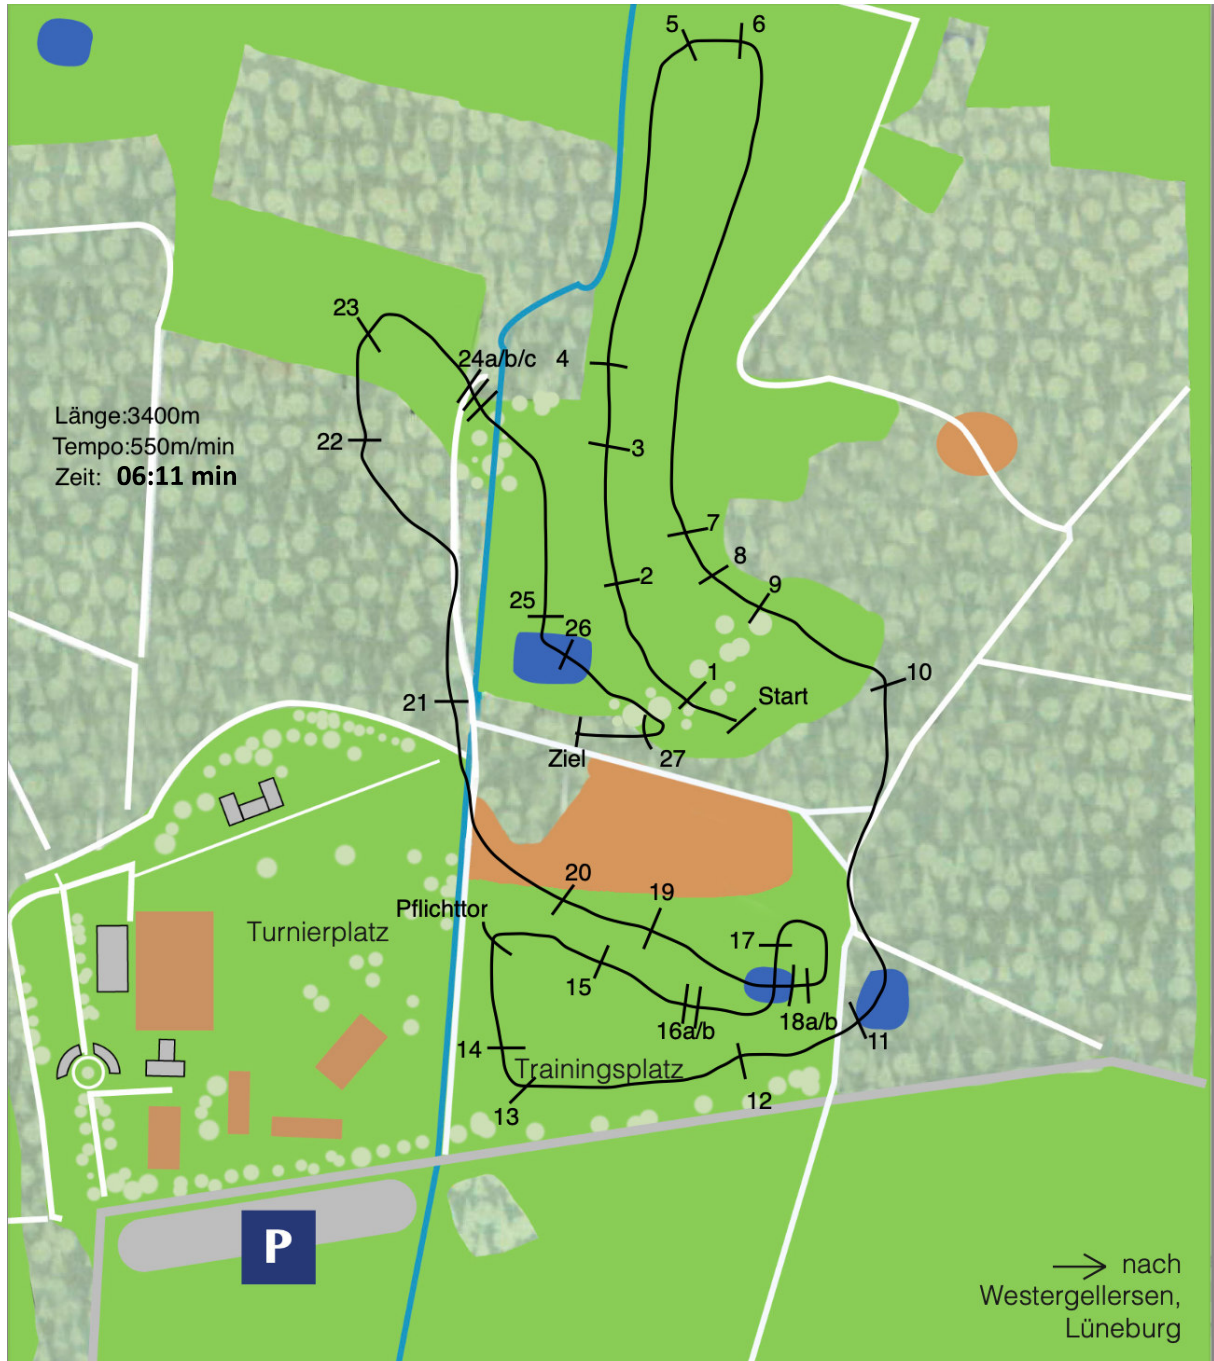 5
6
23
24a/b/c
4
Länge:3400m
Tempo:550m/min
Zeit: 06:11 min
22
3
7
8
2
9
25
26
1
10
Start
21
Ziel
27
20
19
Pflichttor
Turnierplatz
17
15
16a/b
18a/b
11
14
Trainingsplatz
12
13
P
nach
Westergellersen,
Lüneburg